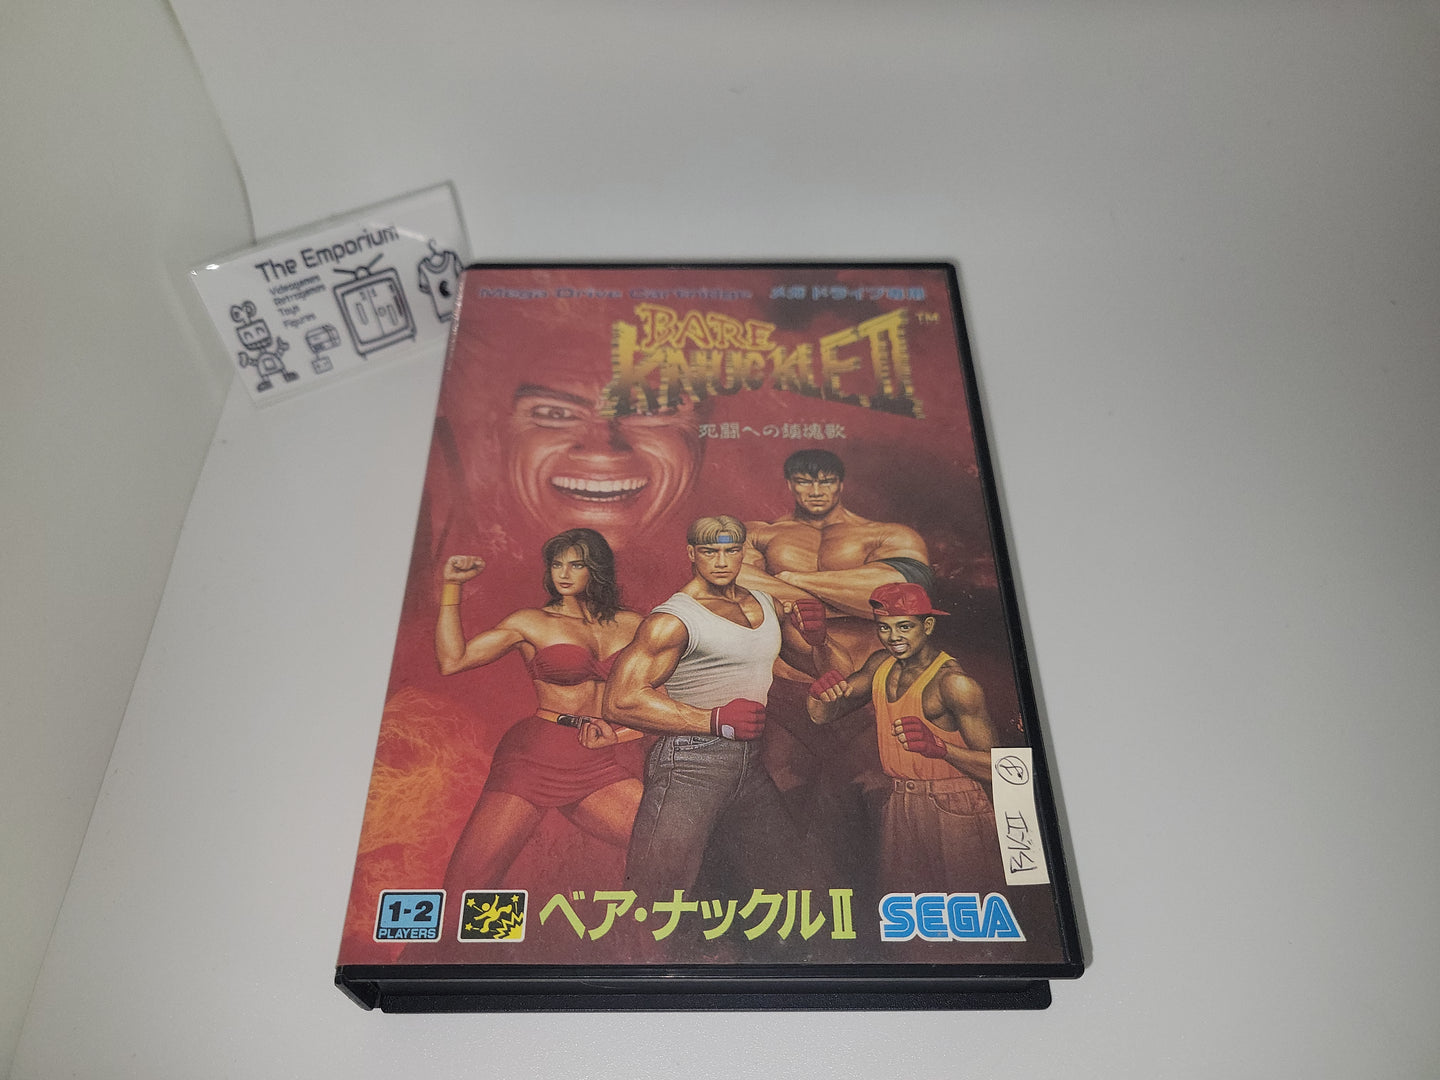 The Emporium
Videogames
Retrogames
Toys
Figures
Mega Drive Cartridge メガドライブ専用
BARE
KNUCKLE II
TM
死闘への鎮魂歌
BKII
1-2
PLAYERS
ベア・ナックルII
SEGA